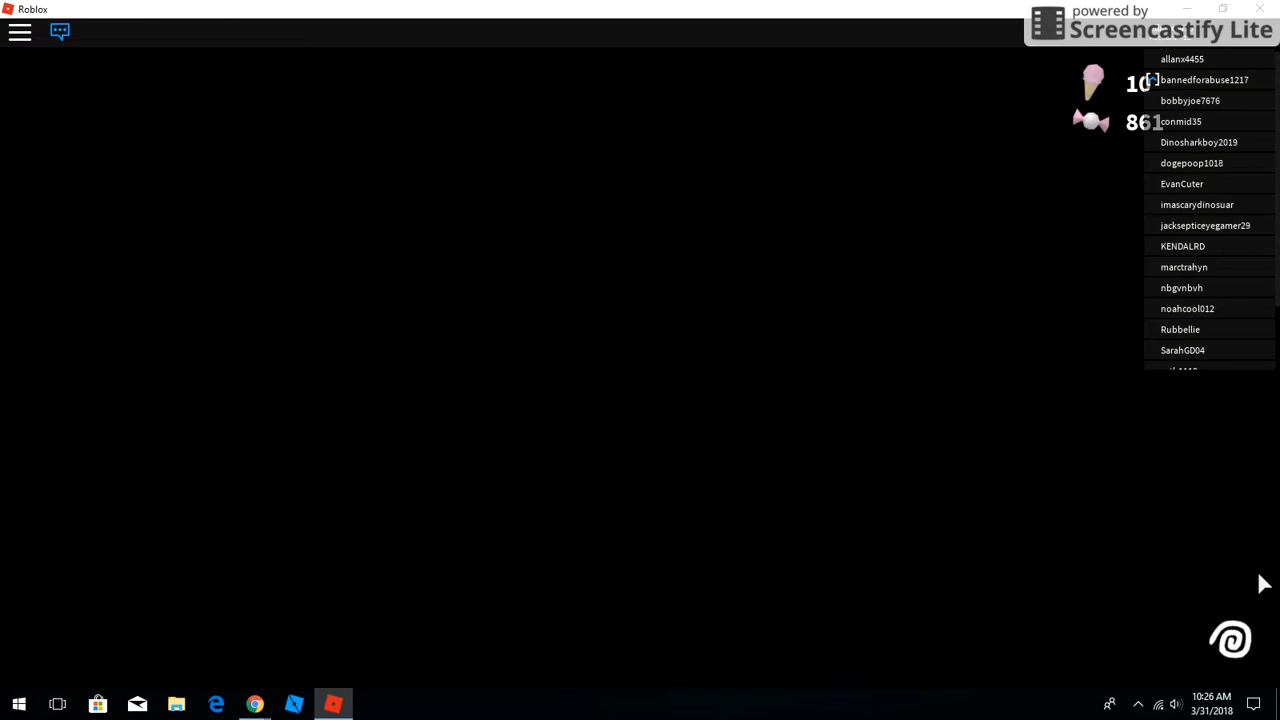 Roblox
powered by
Screencastify Lite
allanx4455
10
bannedforabuse1217
bobbyjoe7676
861
conmid35
Dinosharkboy2019
dogepoop1018
EvanCuter
imascarydinosuar
jacksepticeyegamer29
KENDALRD
marctrahyn
nbgvnbvh
noahcool012
Rubbellie
SarahGD04
10:26 AM
3/31/2018